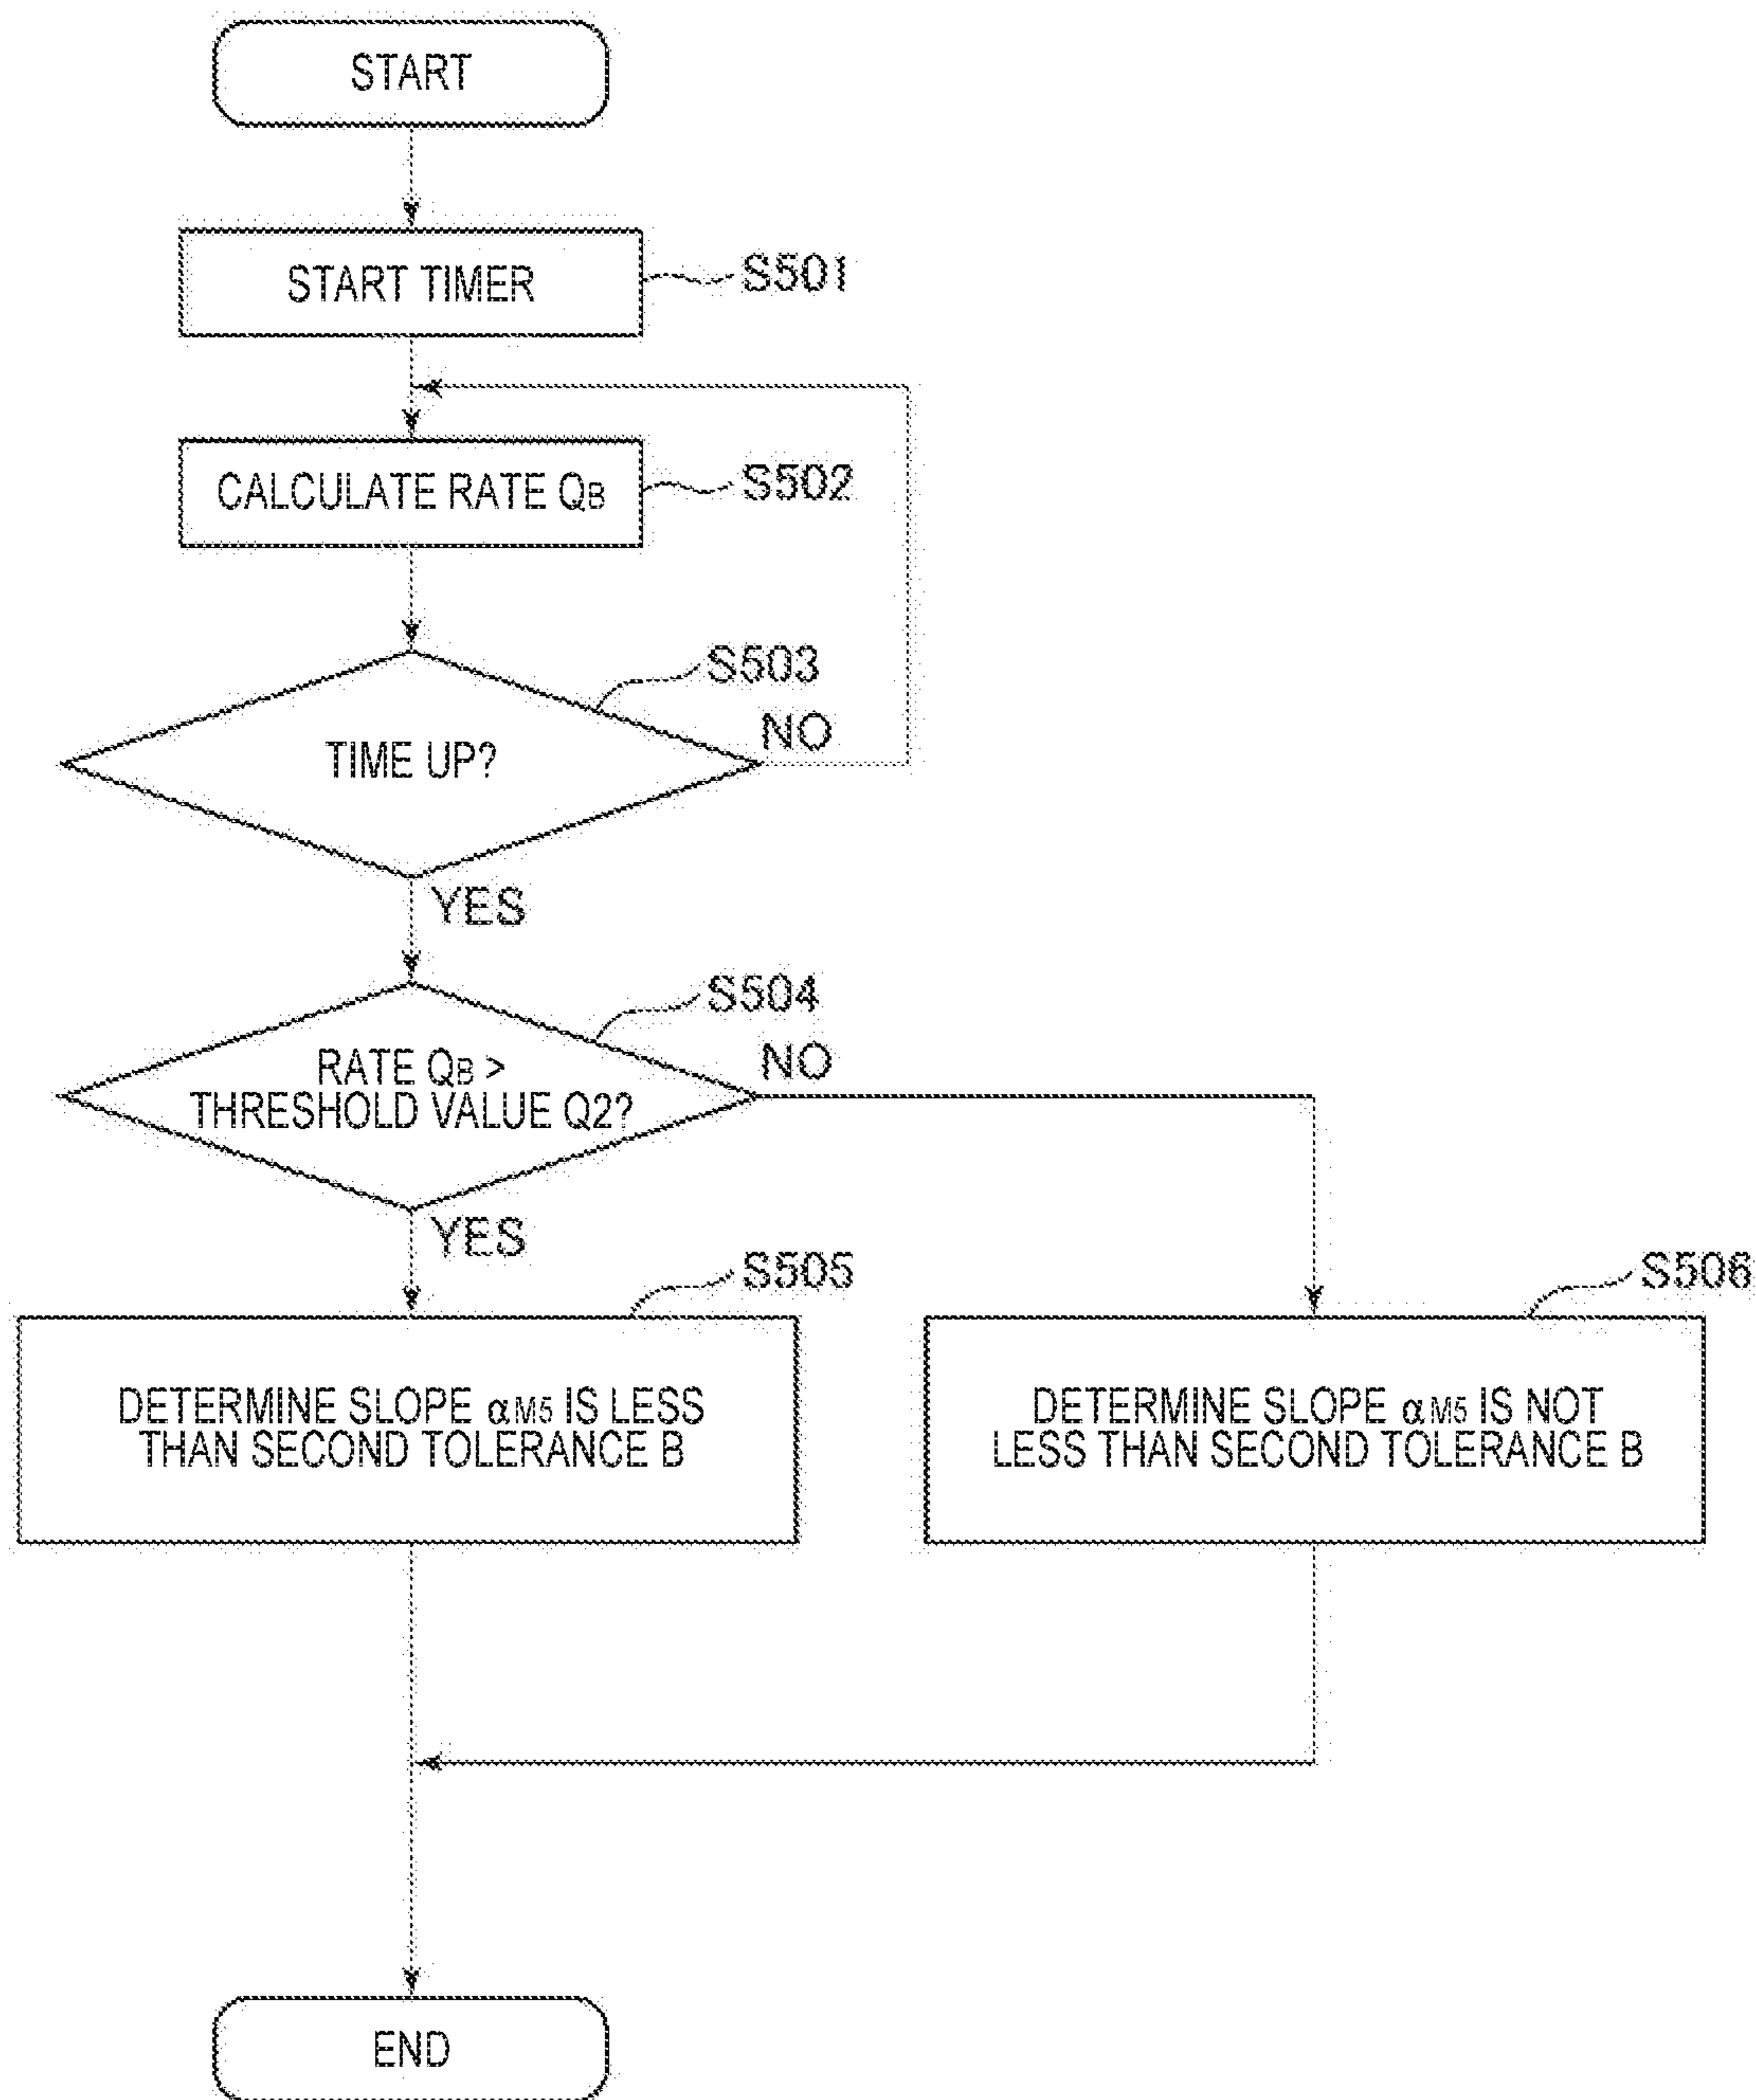 START
START TIMER
S501
CALCULATE RATE QB
S502
S503
TIME UP?
NO
YES
S504
RATE QB >
THRESHOLD VALUE Q2?
NO
YES
S505
DETERMINE SLOPE αM5 IS LESS
THAN SECOND TOLERANCE B
S506
DETERMINE SLOPE αM5 IS NOT
LESS THAN SECOND TOLERANCE B
END